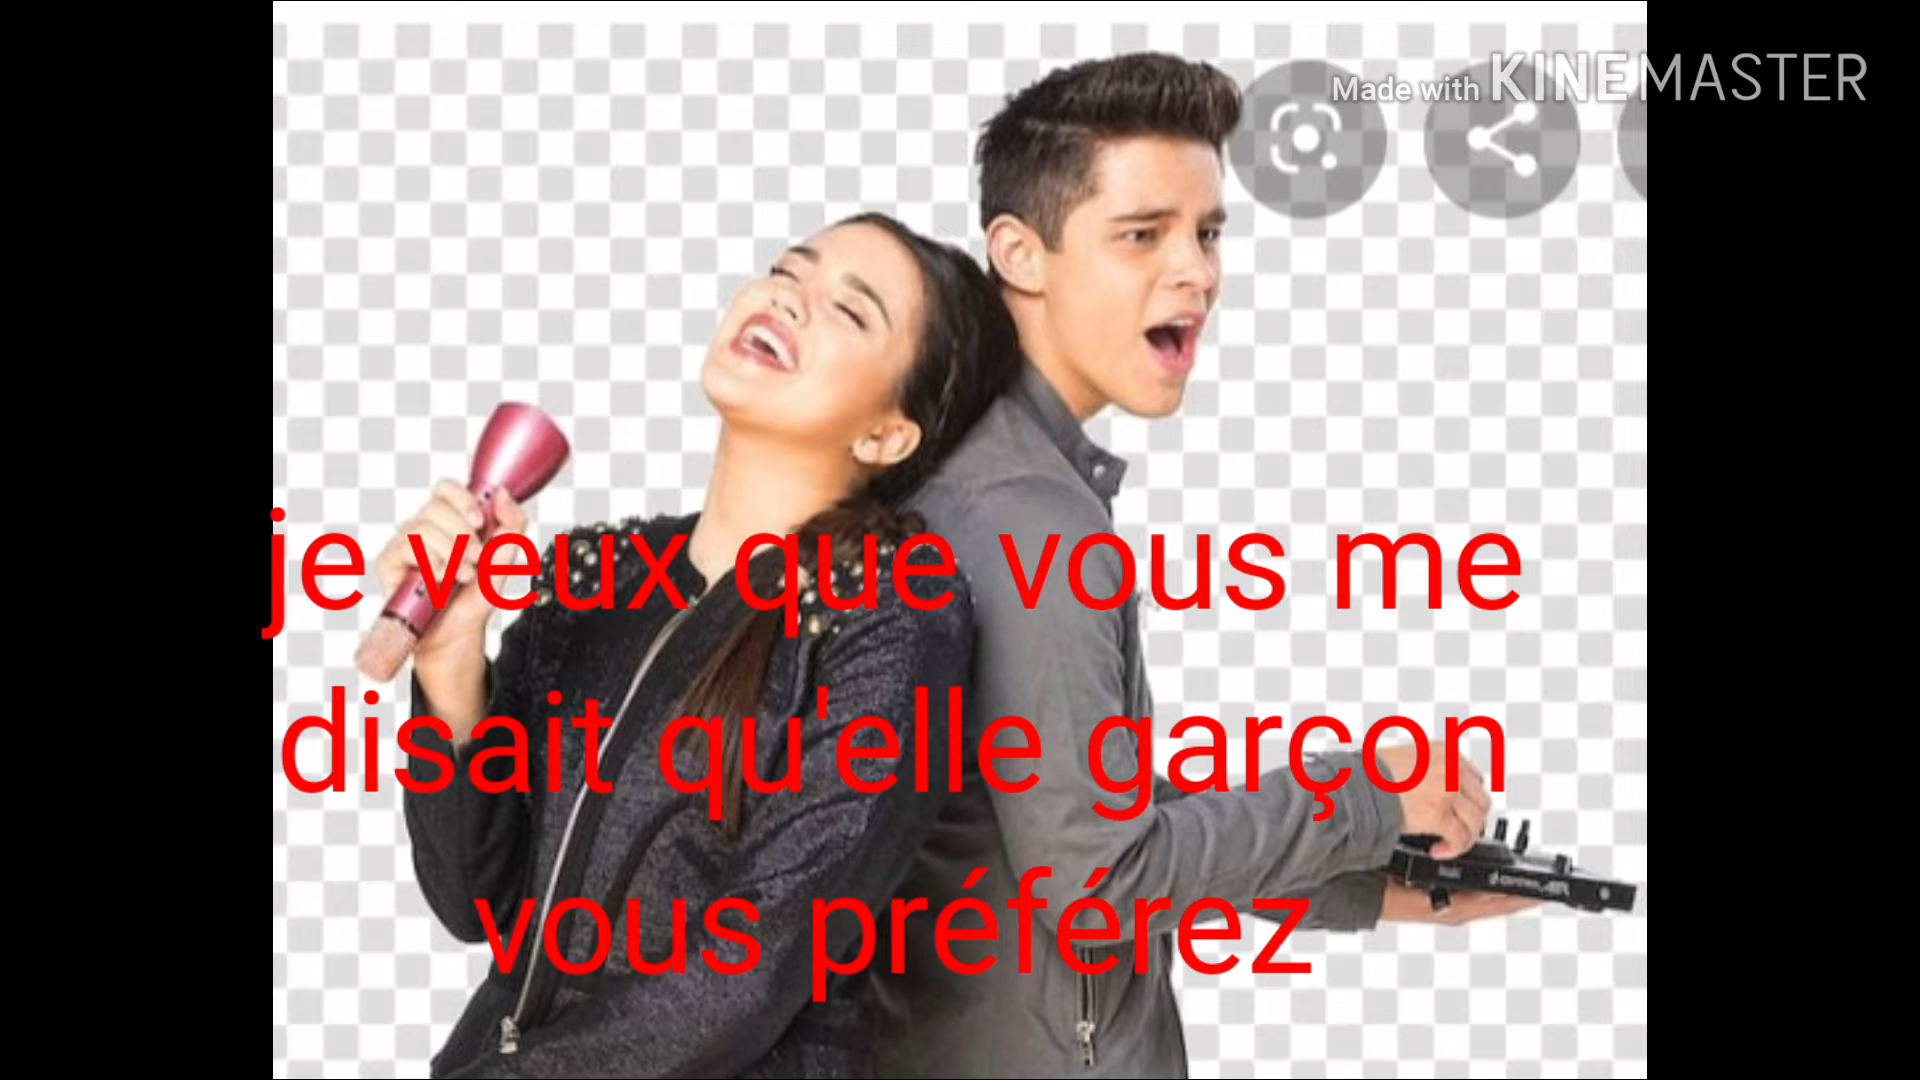 Made with KINEMASTER
je veux que vous me
disait qu'elle garçon
vous préférez